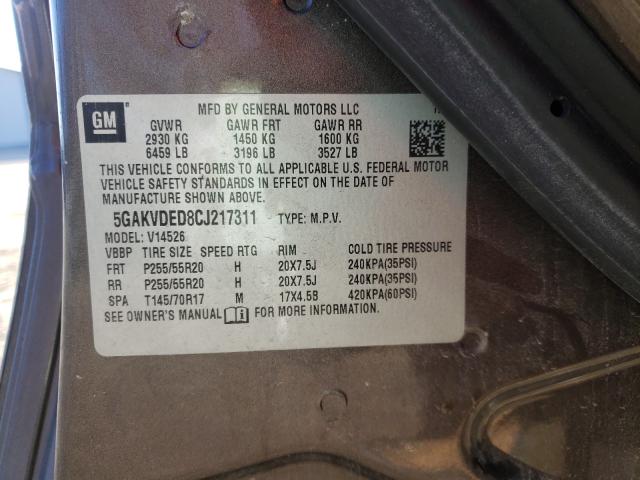 GM
MFD BY GENERAL MOTORS LLC
GVWR GAWR FRT GAWR RR
2930 KG 1450 KG 1600 KG
6459 LB 3196 LB 3527 LB
THIS VEHICLE CONFORMS TO ALL APPLICABLE U.S. FEDERAL MOTOR
VEHICLE SAFETY STANDARDS IN EFFECT ON THE DATE OF
MANUFACTURE SHOWN ABOVE.
5GAKVDED8CJ217311 TYPE: M.P.V.
MODEL: V14526
VBBP TIRE SIZE SPEED RTG RIM COLD TIRE PRESSURE
FRT P255/55R20 H 20X7.5J 240KPA(35PSI)
RR P255/55R20 H 20X7.5J 240KPA(35PSI)
SPA T145/70R17 M 17X4.5B 420KPA(60PSI)
SEE OWNER'S MANUAL FOR MORE INFORMATION.